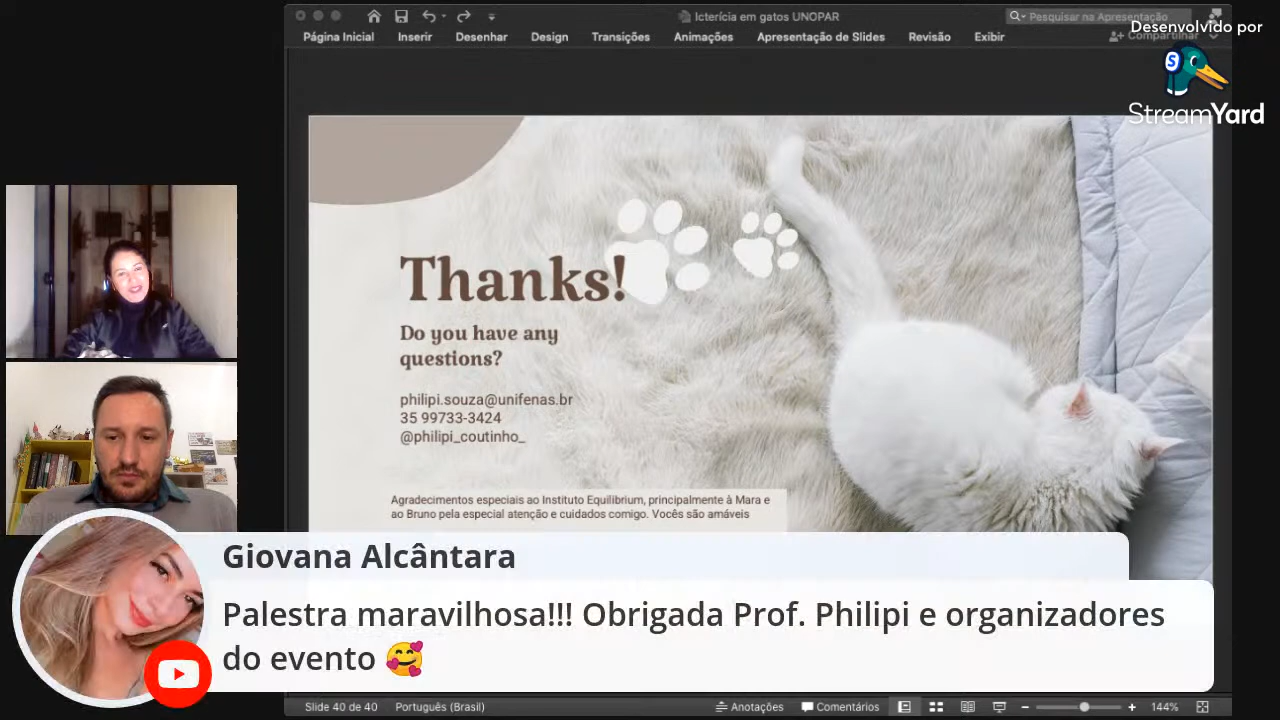 Icterícia em gatos UNOPAR
Pesquisar na Apresentação
Página Inicial Inserir Desenhar Design Transições Animações Apresentação de Slides Revisão Exibir
Compartilhar
Desenvolvido por
StreamYard
Thanks!
Do you have any
questions?
philipi.souza@unifenas.br
35 99733-3424
@philipi_coutinho_
Agradecimentos especiais ao Instituto Equilibrium, principalmente à Mara e
ao Bruno pela especial atenção e cuidados comigo. Vocês são amáveis
Giovana Alcântara
Palestra maravilhosa!!! Obrigada Prof. Philipi e organizadores
do evento 🥰
Slide 40 de 40 Português (Brasil) Anotações Comentários 144%